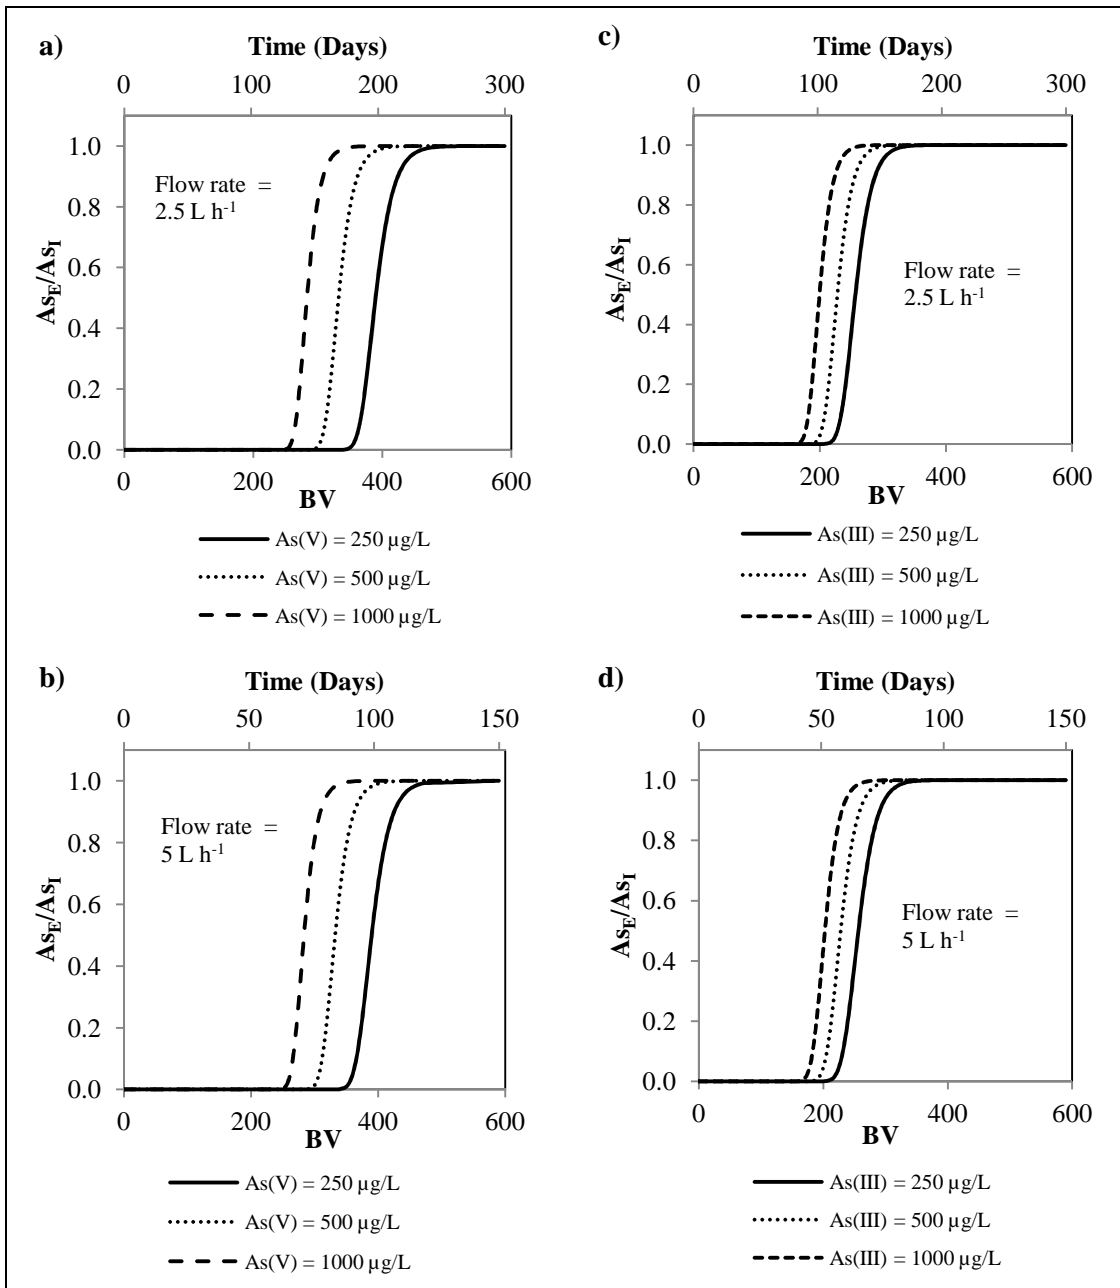 a)
Time (Days)
0 100 200 300
1.0
0.8
0.6
0.4
0.2
0.0
As_E/As_I
Flow rate =
2.5 L h⁻¹
0 200 400 600
BV
As(V) = 250 µg/L
As(V) = 500 µg/L
As(V) = 1000 µg/L
c)
Time (Days)
0 100 200 300
1.0
0.8
0.6
0.4
0.2
0.0
As_E/As_I
Flow rate =
2.5 L h⁻¹
0 200 400 600
BV
As(III) = 250 µg/L
As(III) = 500 µg/L
As(III) = 1000 µg/L
b)
Time (Days)
0 50 100 150
1.0
0.8
0.6
0.4
0.2
0.0
As_E/As_I
Flow rate =
5 L h⁻¹
0 200 400 600
BV
As(V) = 250 µg/L
As(V) = 500 µg/L
As(V) = 1000 µg/L
d)
Time (Days)
0 50 100 150
1.0
0.8
0.6
0.4
0.2
0.0
As_E/As_I
Flow rate =
5 L h⁻¹
0 200 400 600
BV
As(III) = 250 µg/L
As(III) = 500 µg/L
As(III) = 1000 µg/L